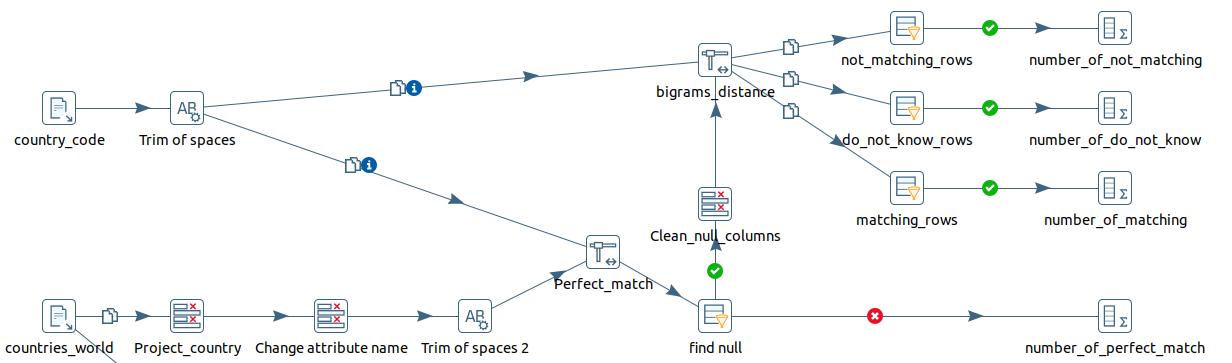 not_matching_rows
number_of_not_matching
bigrams_distance
country_code
Trim of spaces
do_not_know_rows
number_of_do_not_know
matching_rows
number_of_matching
Clean_null_columns
Perfect_match
countries_world
Project_country
Change attribute name
Trim of spaces 2
find null
number_of_perfect_match